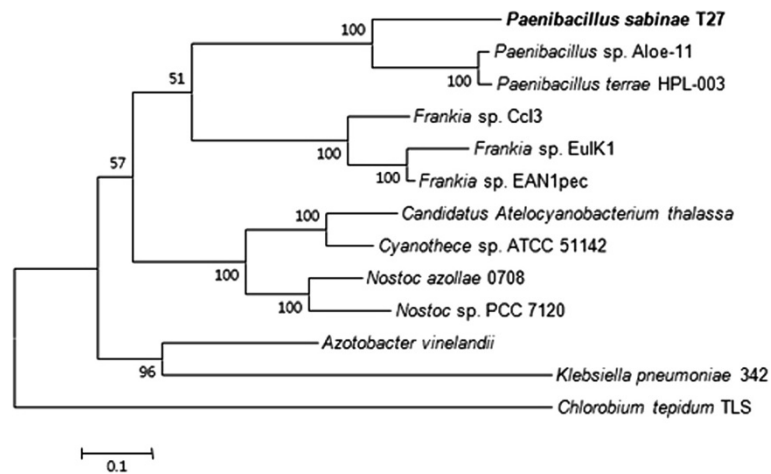 100
Paenibacillus sabinae T27
Paenibacillus sp. Aloe-11
51
100
Paenibacillus terrae HPL-003
Frankia sp. CcI3
100
Frankia sp. EuIK1
57
100
Frankia sp. EAN1pec
100
Candidatus Atelocyanobacterium thalassa
Cyanothece sp. ATCC 51142
100
Nostoc azollae 0708
100
Nostoc sp. PCC 7120
Azotobacter vinelandii
96
Klebsiella pneumoniae 342
Chlorobium tepidum TLS
0.1